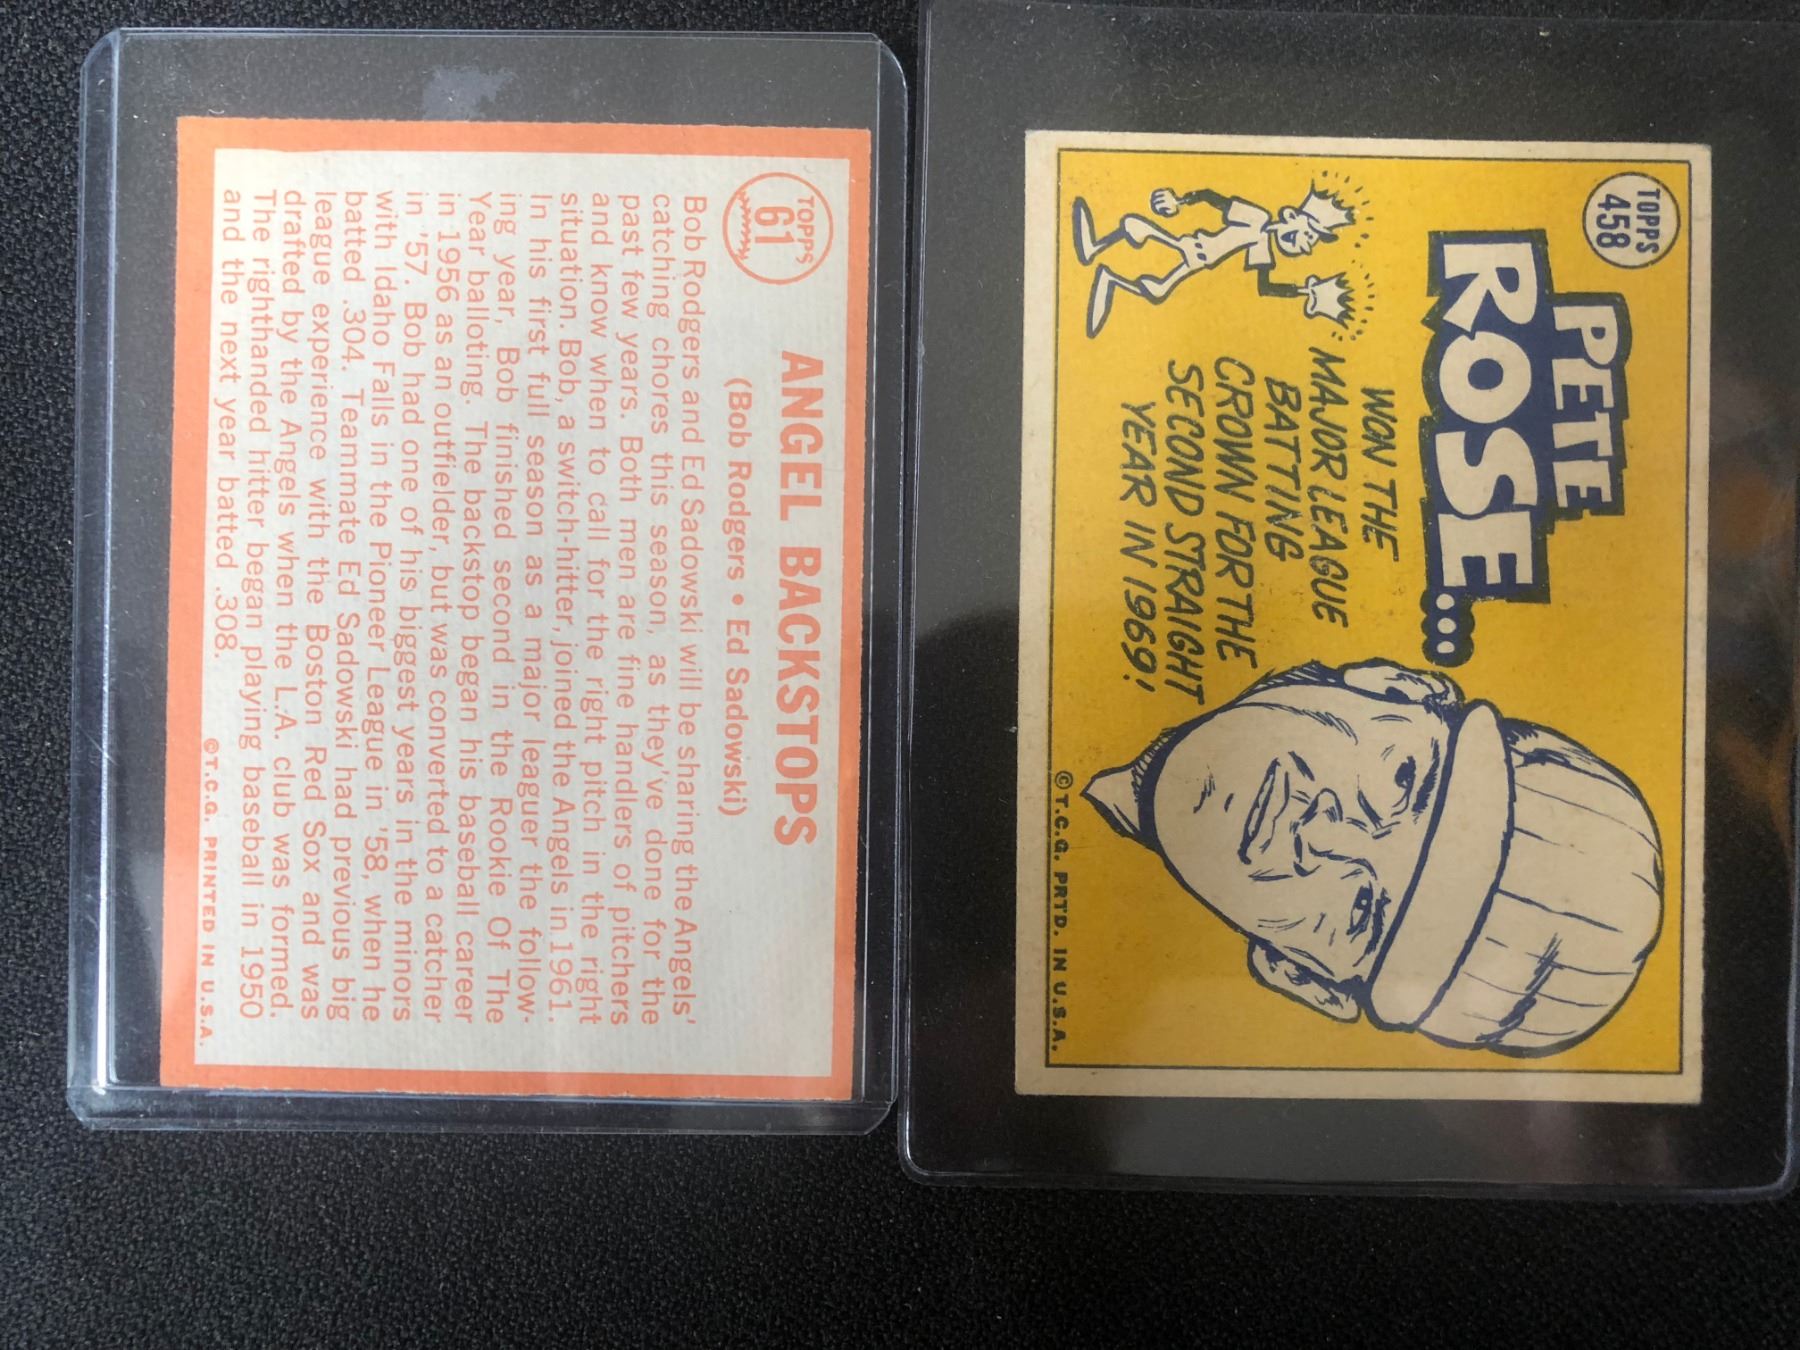 TOPPS
61
ANGEL BACKSTOPS
(Bob Rodgers • Ed Sadowski)
Bob Rodgers and Ed Sadowski will be sharing the Angels'
catching chores this season, as they've done for the
past few years. Both men are fine handlers of pitchers
and know when to call for the right pitch in the right
situation. Bob, a switch-hitter, joined the Angels in 1961.
In his first full season as a major leaguer the follow-
ing year, Bob finished second in the Rookie Of The
Year balloting. The backstop began his baseball career
in 1956 as an outfielder, but was converted to a catcher
in '57. Bob had one of his biggest years in the minors
with Idaho Falls in the Pioneer League in '58, when he
batted .304. Teammate Ed Sadowski had previous big
league experience with the Boston Red Sox and was
drafted by the Angels when the L.A. club was formed.
The righthanded hitter began playing baseball in 1950
and the next year batted .308.
©T.C.G. PRINTED IN U.S.A.
TOPPS
458
PETE
ROSE...
WON THE
MAJOR LEAGUE
BATTING
CROWN FOR THE
SECOND STRAIGHT
YEAR IN 1969!
©T.C.G. PRT'D. IN U.S.A.